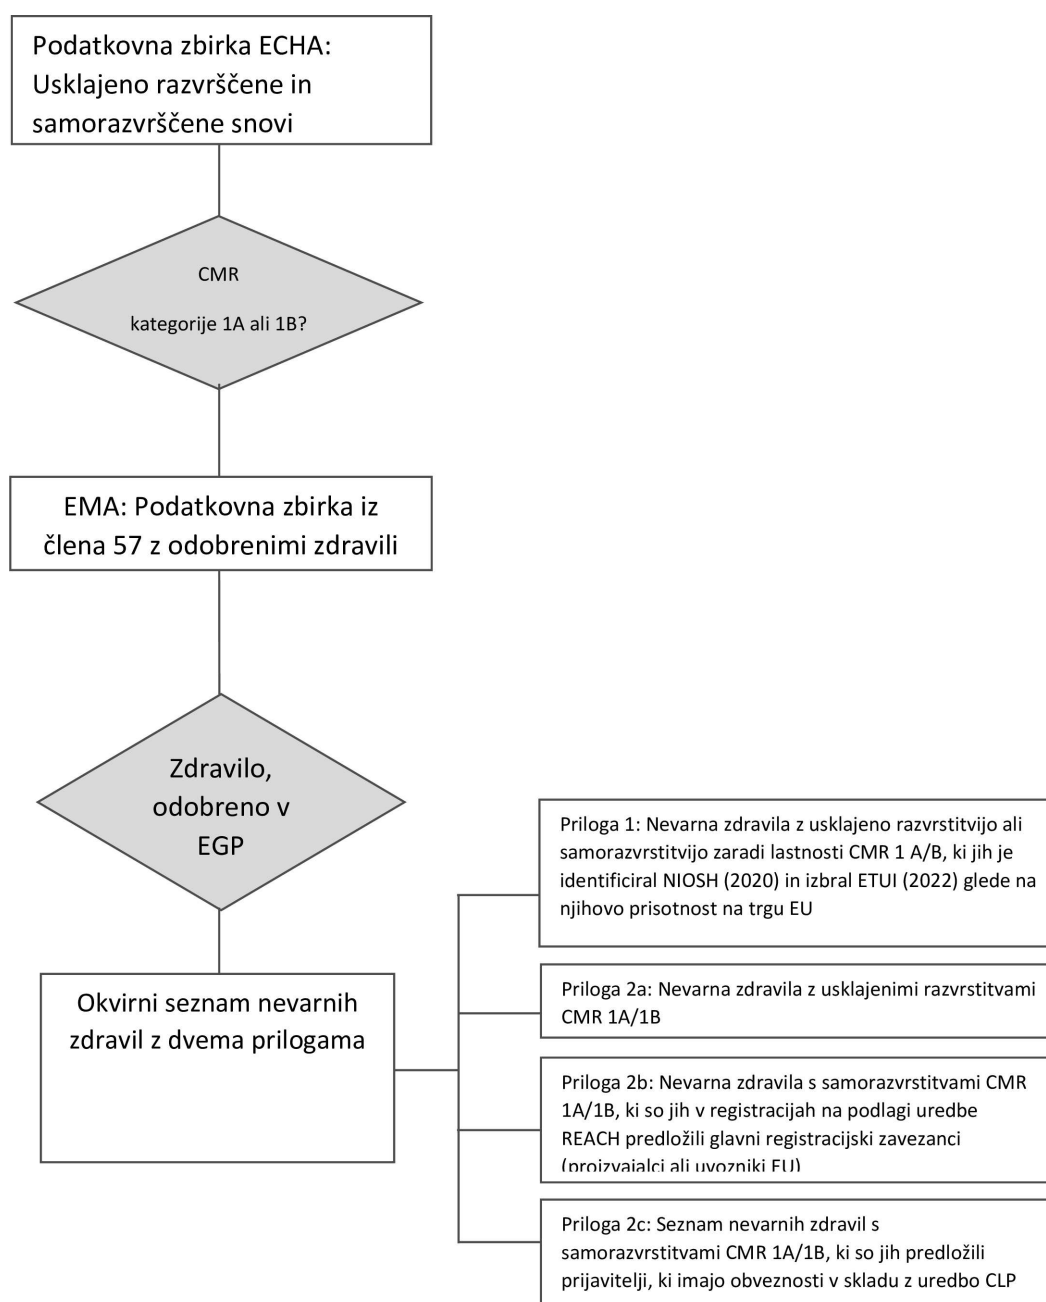 Podatkovna zbirka ECHA:
Usklajeno razvrščene in
samorazvrščene snovi
CMR
kategorije 1A ali 1B?
EMA: Podatkovna zbirka iz
člena 57 z odobrenimi zdravili
Zdravilo,
odobreno v
EGP
Okvirni seznam nevarnih
zdravil z dvema prilogama
Priloga 1: Nevarna zdravila z usklajeno razvrstitvijo ali
samorazvrstitvijo zaradi lastnosti CMR 1 A/B, ki jih je
identificiral NIOSH (2020) in izbral ETUI (2022) glede na
njihovo prisotnost na trgu EU
Priloga 2a: Nevarna zdravila z usklajenimi razvrstitvami
CMR 1A/1B
Priloga 2b: Nevarna zdravila s samorazvrstitvami CMR
1A/1B, ki so jih v registracijah na podlagi uredbe
REACH predložili glavni registracijski zavezanci
(proizvajalci ali uvozniki EU)
Priloga 2c: Seznam nevarnih zdravil s
samorazvrstitvami CMR 1A/1B, ki so jih predložili
prijavitelji, ki imajo obveznosti v skladu z uredbo CLP